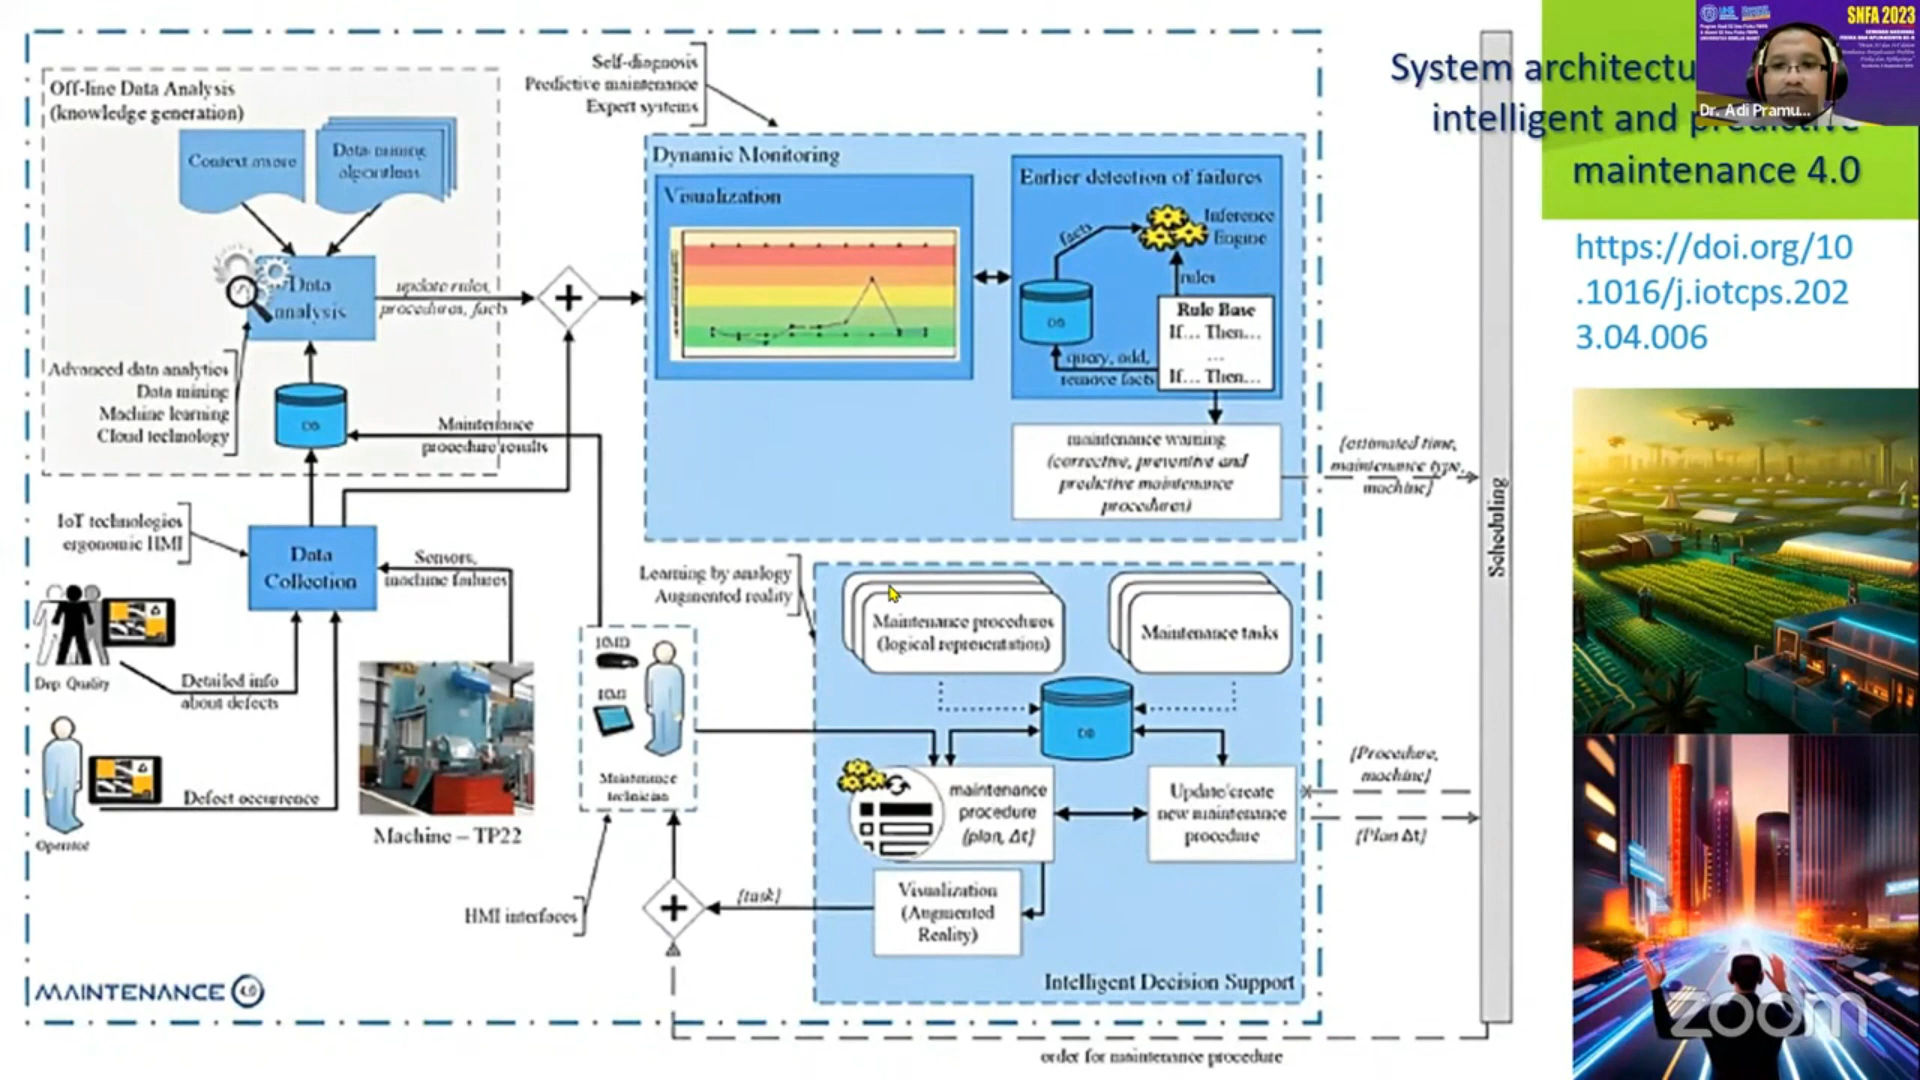 System architectu
intelligent and predictive
maintenance 4.0
SNFA 2023
Dr. Adi Pramu...
https://doi.org/10
.1016/j.iotcps.202
3.04.006
Off-line Data Analysis
(knowledge generation)
Context aware
Data mining
algorithms
Data
analysis
update rules,
procedures, facts
Advanced data analytics
Data mining
Machine learning
Cloud technology
DB
Maintenance
procedure results
Self-diagnosis
Predictive maintenance
Expert systems
Dynamic Monitoring
Visualization
Earlier detection of failures
facts
Inference
Engine
rules
DB
Rule Base
If... Then...
...
If... Then...
query, add,
remove facts
maintenance warning
(corrective, preventive and
predictive maintenance
procedures)
{estimated time,
maintenance type,
machine}
Scheduling
IoT technologies
ergonomic HMI
Data
Collection
Sensors,
machine failures
Dep. Quality
Detailed info
about defects
Operator
Defect occurrence
Machine – TP22
HMD
HMI
Maintenance
technician
HMI interfaces
Learning by analogy
Augmented reality
Maintenance procedures
(logical representation)
Maintenance tasks
DB
maintenance
procedure
(plan, Δt]
Update/create
new maintenance
procedure
{Procedure,
machine}
{Plan Δt}
Visualization
(Augmented
Reality)
{task}
Intelligent Decision Support
order for maintenance procedure
MAINTENANCE 4.0
zoom